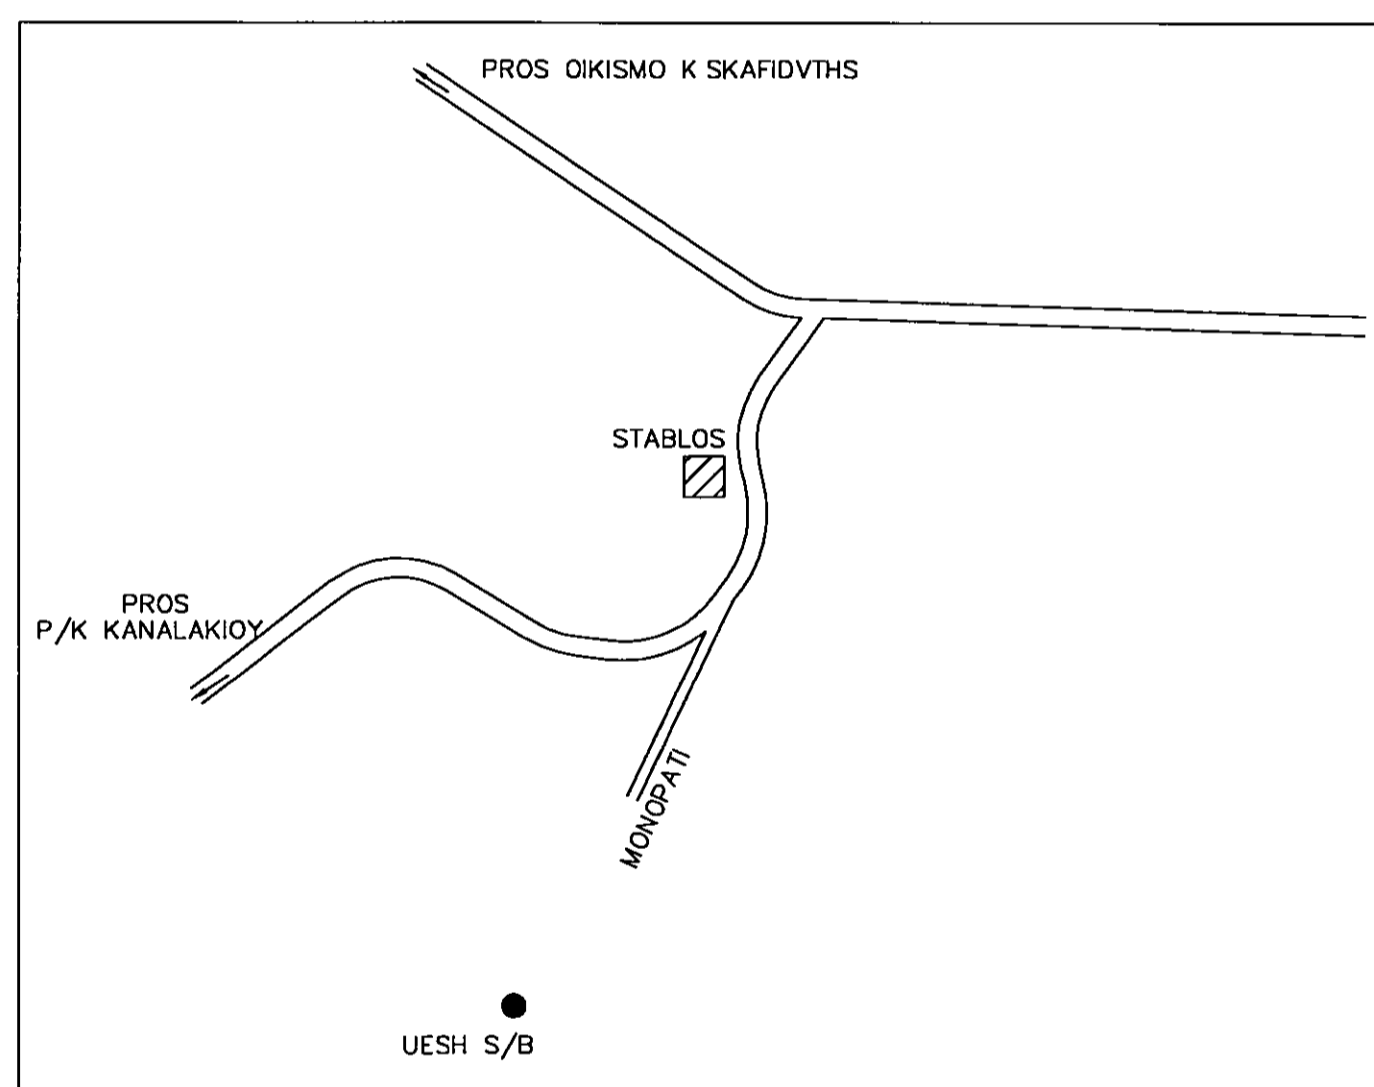 PROS OIKISMO K SKAFIDVTHS
STABLOS
PROS
P/K KANALAKIOY
MONOPATI
UESH S/B